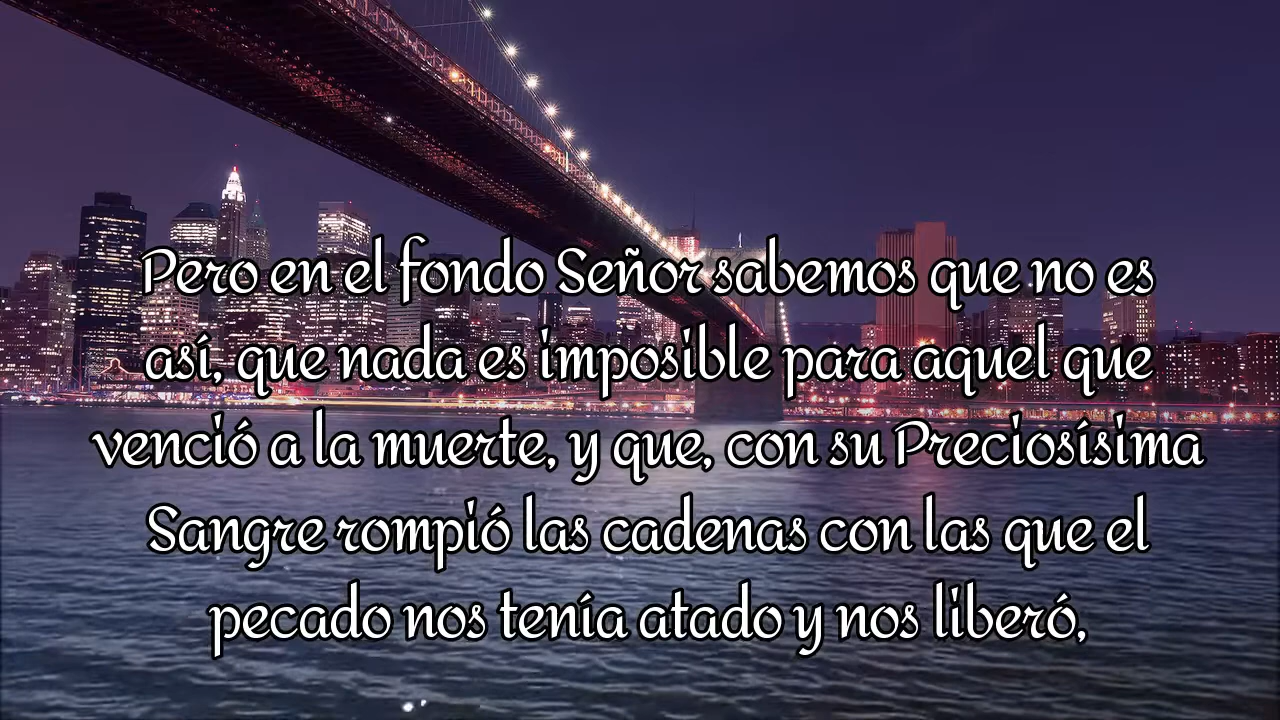 Pero en el fondo Señor sabemos que no es
así, que nada es imposible para aquel que
venció a la muerte, y que, con su Preciosísima
Sangre rompió las cadenas con las que el
pecado nos tenía atado y nos liberó,